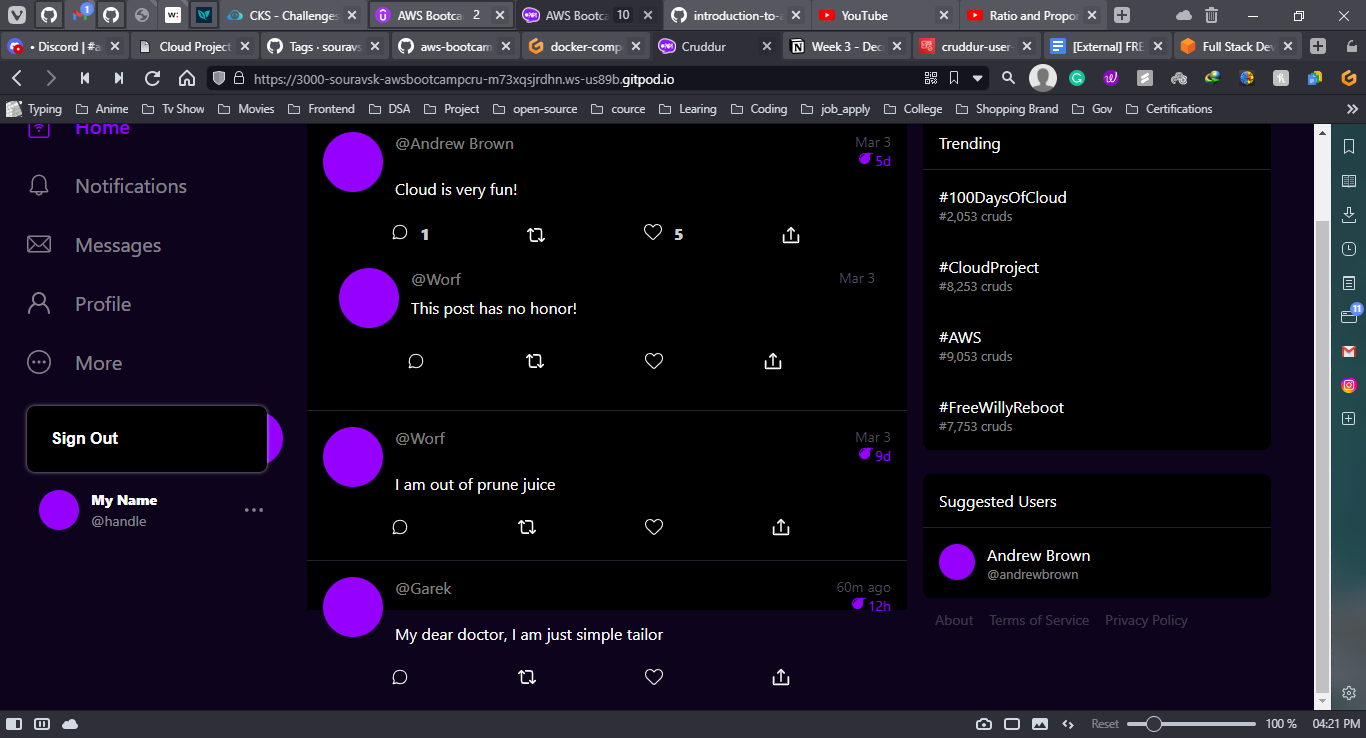 CKS - Challenges
AWS Bootca
2
AWS Bootca
10
introduction-to-
YouTube
Ratio and Propor
1
• Discord | #a
Cloud Project
Tags · souravs
aws-bootcam
docker-comp
Cruddur
Week 3 - Dec
cruddur-user-
[External] FRE
Full Stack Dev
https://3000-souravsk-awsbootcampcru-m73xqsjrdhn.ws-us89b.gitpod.io
Typing
Anime
Tv Show
Movies
Frontend
DSA
Project
open-source
cource
Learing
Coding
job_apply
College
Shopping Brand
Gov
Certifications
Home
Notifications
Messages
Profile
More
Sign Out
My Name
@handle
@Andrew Brown
Mar 3
5d
Cloud is very fun!
1
5
@Worf
Mar 3
This post has no honor!
@Worf
Mar 3
9d
I am out of prune juice
@Garek
60m ago
12h
My dear doctor, I am just simple tailor
Trending
#100DaysOfCloud
#2,053 cruds
#CloudProject
#8,253 cruds
#AWS
#9,053 cruds
#FreeWillyReboot
#7,753 cruds
Suggested Users
Andrew Brown
@andrewbrown
About
Terms of Service
Privacy Policy
11
Reset
100 %
04:21 PM